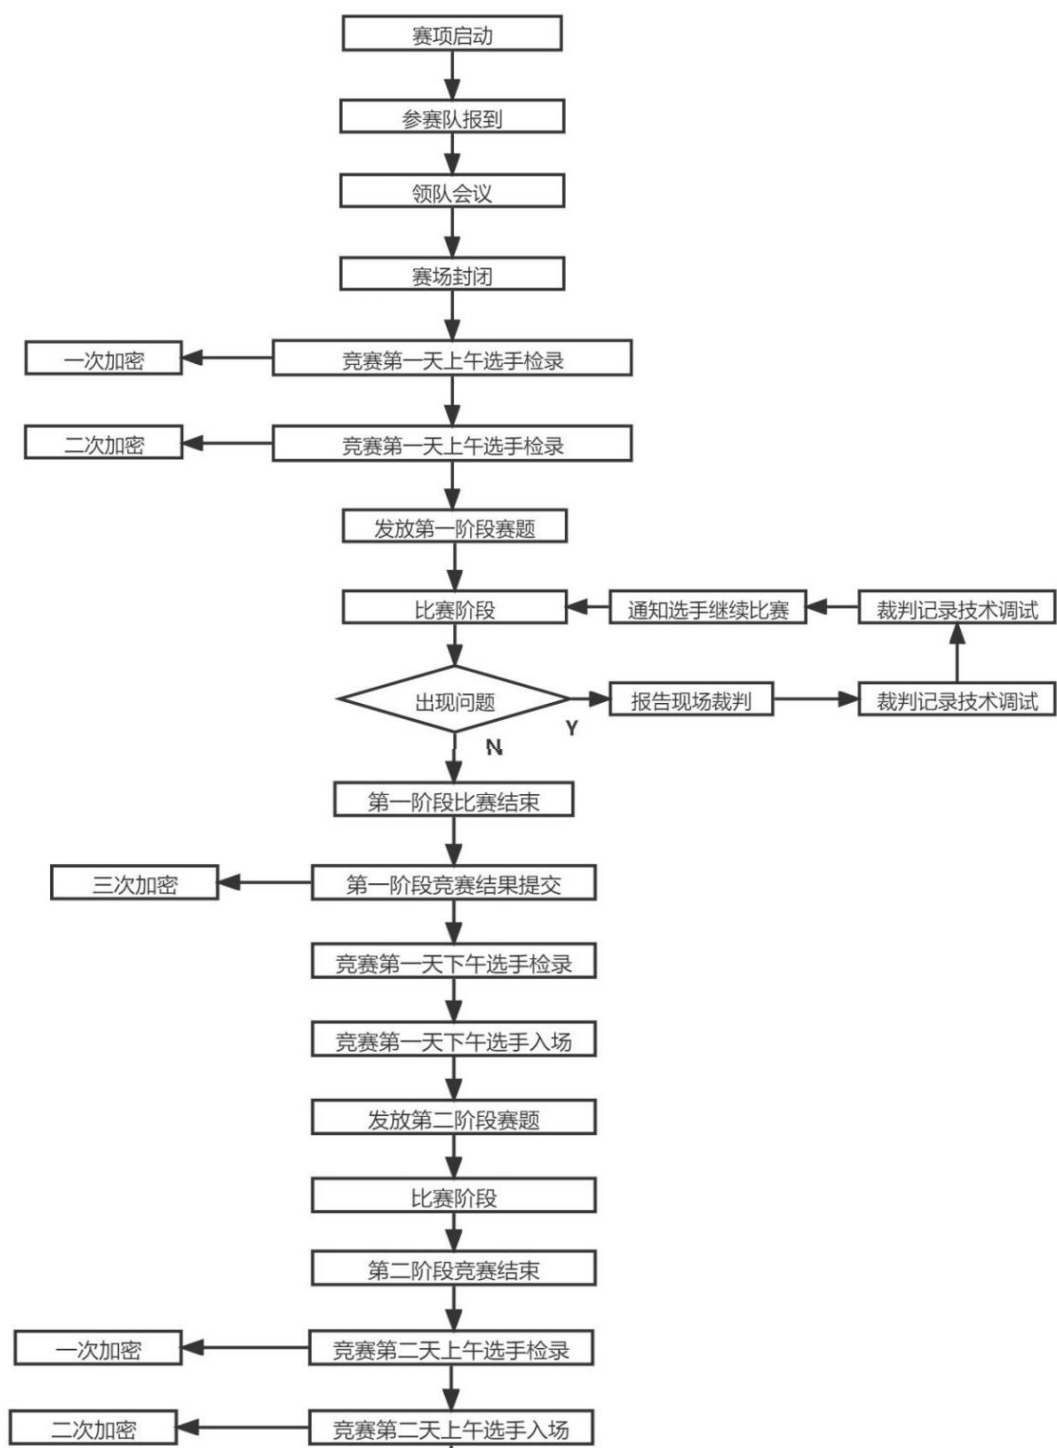 赛项启动
参赛队报到
领队会议
赛场封闭
一次加密
竞赛第一天上午选手检录
二次加密
竞赛第一天上午选手检录
发放第一阶段赛题
比赛阶段
通知选手继续比赛
裁判记录技术调试
出现问题
报告现场裁判
裁判记录技术调试
Y
N
第一阶段比赛结束
三次加密
第一阶段竞赛结果提交
竞赛第一天下午选手检录
竞赛第一天下午选手入场
发放第二阶段赛题
比赛阶段
第二阶段竞赛结束
一次加密
竞赛第二天上午选手检录
二次加密
竞赛第二天上午选手入场